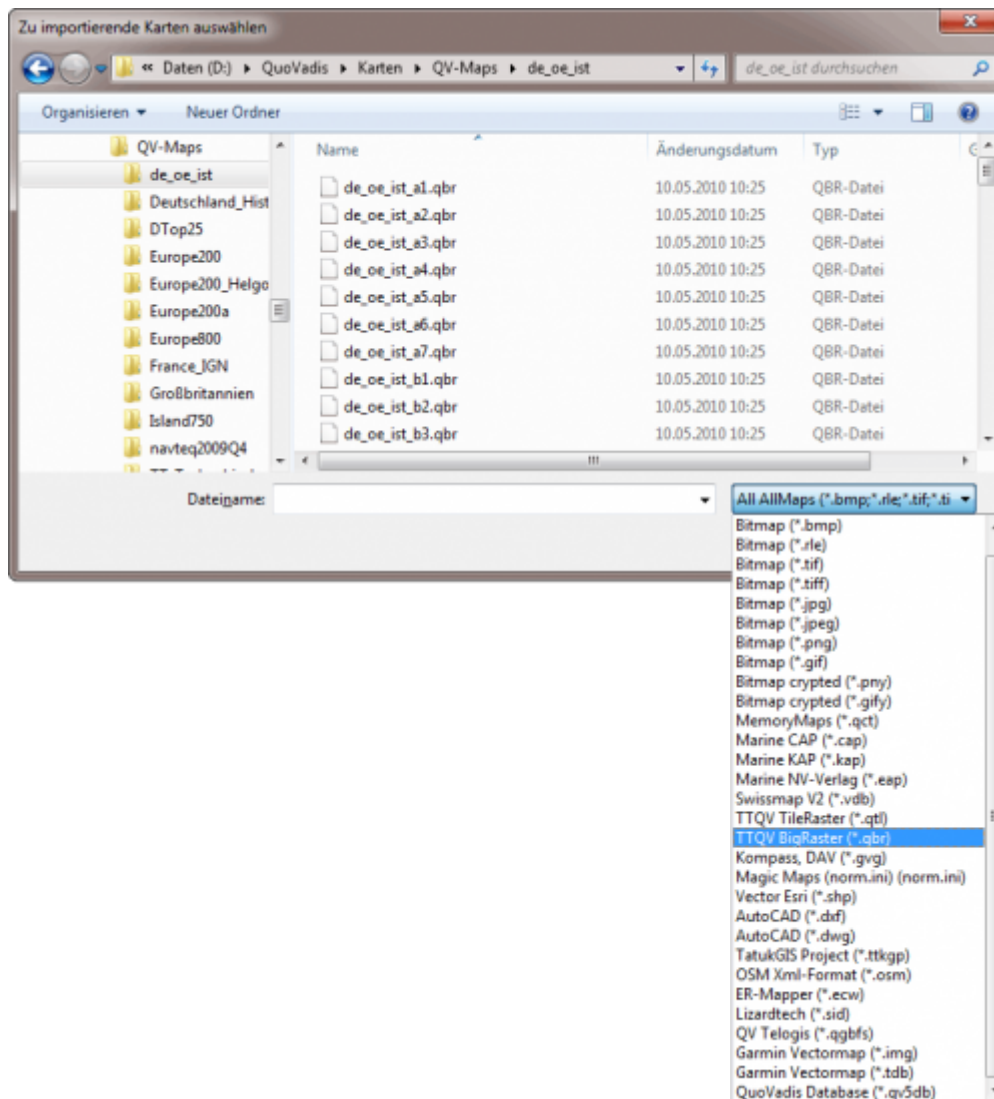 Zu importierende Karten auswählen
« Daten (D:) ▸ QuoVadis ▸ Karten ▸ QV-Maps ▸ de_oe_ist
de_oe_ist durchsuchen
Organisieren Neuer Ordner
QV-Maps
de_oe_ist
Deutschland_Hist
DTop25
Europe200
Europe200_Helgo
Europe200a
Europe800
France_IGN
Großbritannien
Island750
navteq2009Q4
Name Änderungsdatum Typ G
de_oe_ist_a1.qbr 10.05.2010 10:25 QBR-Datei
de_oe_ist_a2.qbr 10.05.2010 10:25 QBR-Datei
de_oe_ist_a3.qbr 10.05.2010 10:25 QBR-Datei
de_oe_ist_a4.qbr 10.05.2010 10:25 QBR-Datei
de_oe_ist_a5.qbr 10.05.2010 10:25 QBR-Datei
de_oe_ist_a6.qbr 10.05.2010 10:25 QBR-Datei
de_oe_ist_a7.qbr 10.05.2010 10:25 QBR-Datei
de_oe_ist_b1.qbr 10.05.2010 10:25 QBR-Datei
de_oe_ist_b2.qbr 10.05.2010 10:25 QBR-Datei
de_oe_ist_b3.qbr 10.05.2010 10:25 QBR-Datei
Dateiname:
All AllMaps (*.bmp;*.rle;*.tif;*.ti
Bitmap (*.bmp)
Bitmap (*.rle)
Bitmap (*.tif)
Bitmap (*.tiff)
Bitmap (*.jpg)
Bitmap (*.jpeg)
Bitmap (*.png)
Bitmap (*.gif)
Bitmap crypted (*.pny)
Bitmap crypted (*.gify)
MemoryMaps (*.qct)
Marine CAP (*.cap)
Marine KAP (*.kap)
Marine NV-Verlag (*.eap)
Swissmap V2 (*.vdb)
TTQV TileRaster (*.qtl)
TTQV BigRaster (*.qbr)
Kompass, DAV (*.gvg)
Magic Maps (norm.ini) (norm.ini)
Vector Esri (*.shp)
AutoCAD (*.dxf)
AutoCAD (*.dwg)
TatukGIS Project (*.ttkgp)
OSM Xml-Format (*.osm)
ER-Mapper (*.ecw)
Lizardtech (*.sid)
QV Telogis (*.qgbfs)
Garmin Vectormap (*.img)
Garmin Vectormap (*.tdb)
QuoVadis Database (*.qv5db)